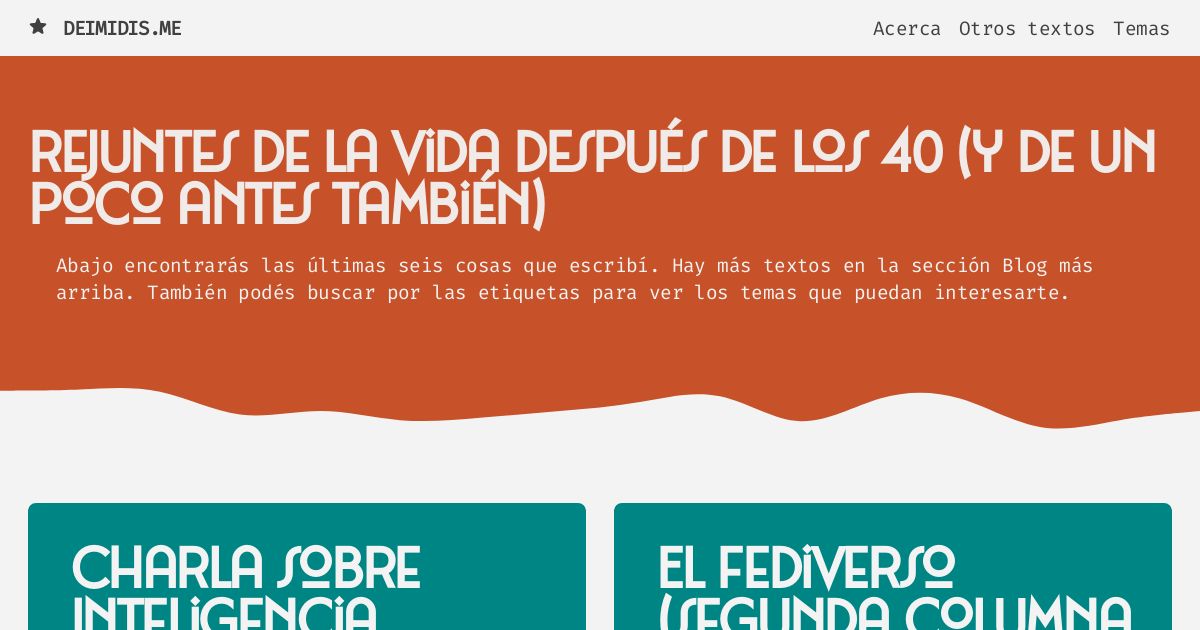 DEIMIDIS.ME
Acerca Otros textos Temas
REJUNTES DE LA VIDA DESPUÉS DE LOS 40 (Y DE UN
POCO ANTES TAMBIÉN)
Abajo encontrarás las últimas seis cosas que escribí. Hay más textos en la sección Blog más
arriba. También podés buscar por las etiquetas para ver los temas que puedan interesarte.
CHARLA SOBRE
INTELIGENCIA
EL FEDIVERSO
(SEGUNDA COLUMNA